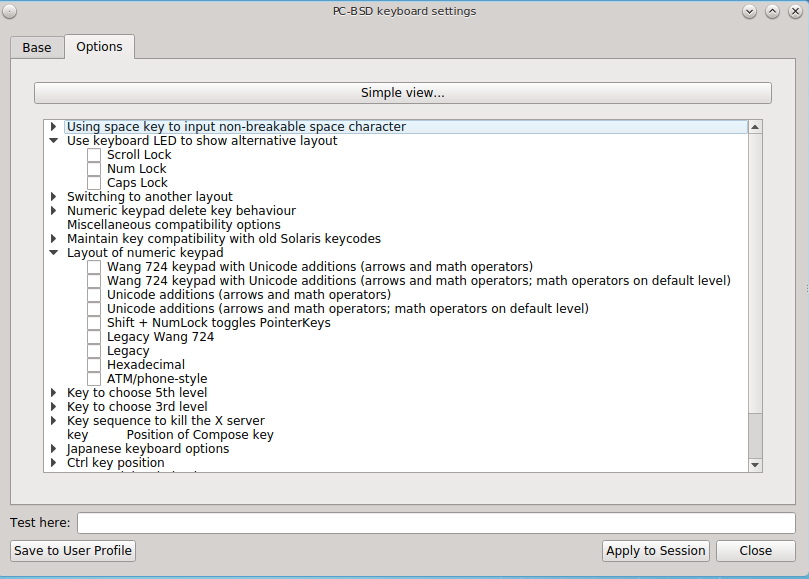 PC-BSD keyboard settings
Base
Options
Simple view...
Using space key to input non-breakable space character
Use keyboard LED to show alternative layout
Scroll Lock
Num Lock
Caps Lock
Switching to another layout
Numeric keypad delete key behaviour
Miscellaneous compatibility options
Maintain key compatibility with old Solaris keycodes
Layout of numeric keypad
Wang 724 keypad with Unicode additions (arrows and math operators)
Wang 724 keypad with Unicode additions (arrows and math operators; math operators on default level)
Unicode additions (arrows and math operators)
Unicode additions (arrows and math operators; math operators on default level)
Shift + NumLock toggles PointerKeys
Legacy Wang 724
Legacy
Hexadecimal
ATM/phone-style
Key to choose 5th level
Key to choose 3rd level
Key sequence to kill the X server
key Position of Compose key
Japanese keyboard options
Ctrl key position
Test here:
Save to User Profile
Apply to Session
Close